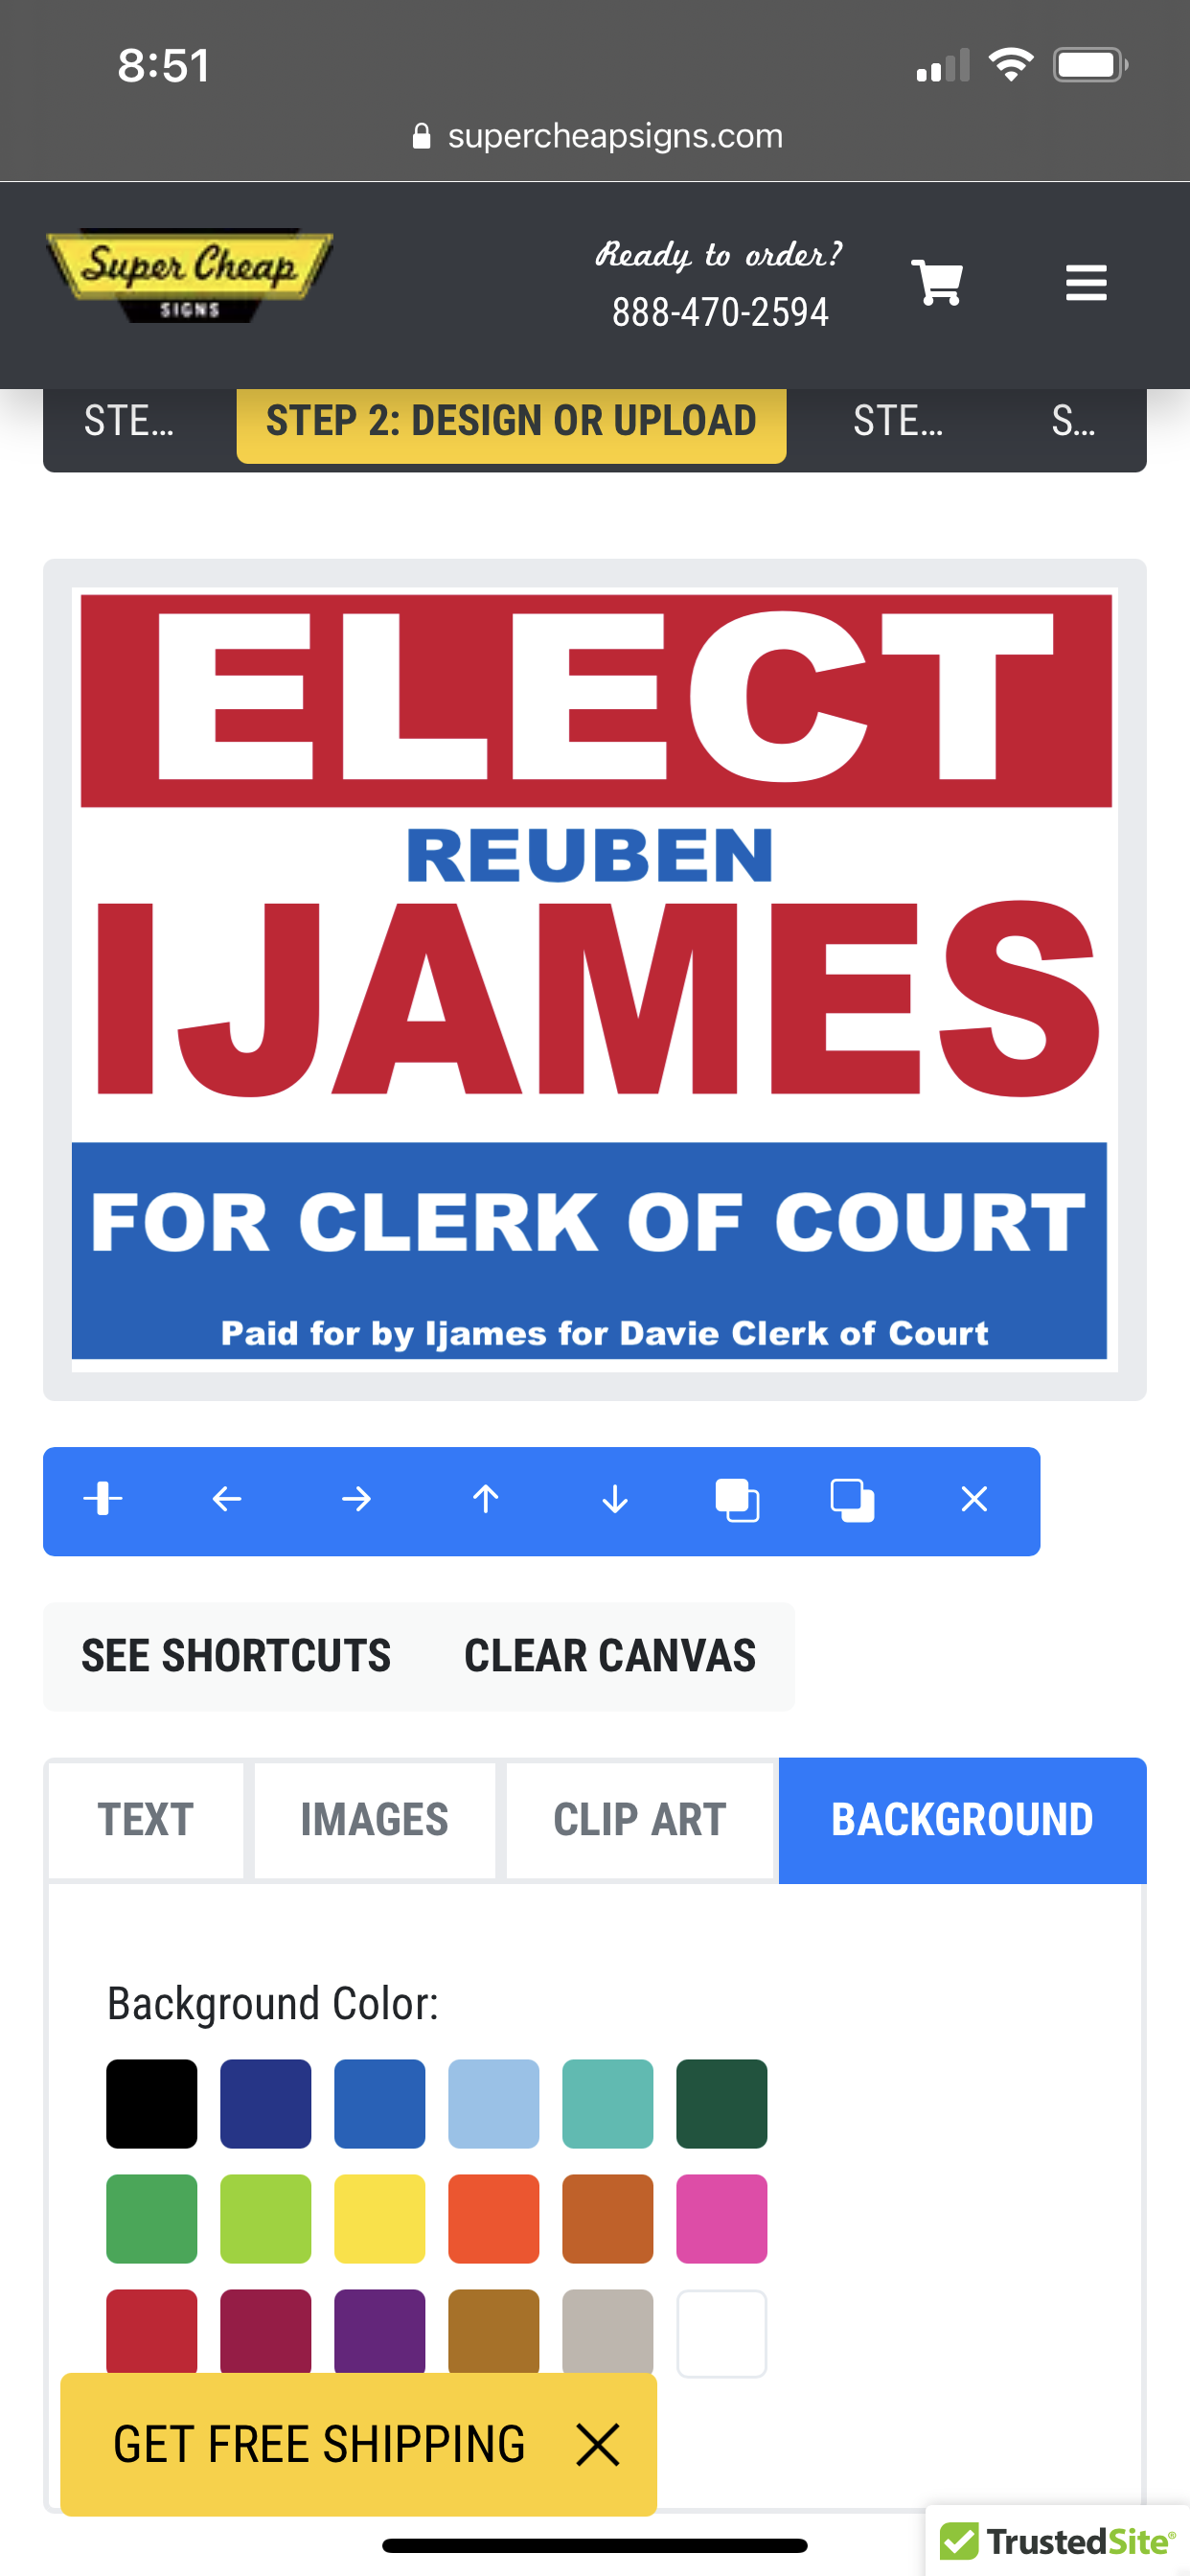 8:51
supercheapsigns.com
Super Cheap
SIGNS
Ready to order?
888-470-2594
STE...
STEP 2: DESIGN OR UPLOAD
STE...
S...
ELECT
REUBEN
IJAMES
FOR CLERK OF COURT
Paid for by Ijames for Davie Clerk of Court
SEE SHORTCUTS
CLEAR CANVAS
TEXT
IMAGES
CLIP ART
BACKGROUND
Background Color:
GET FREE SHIPPING
TrustedSite®